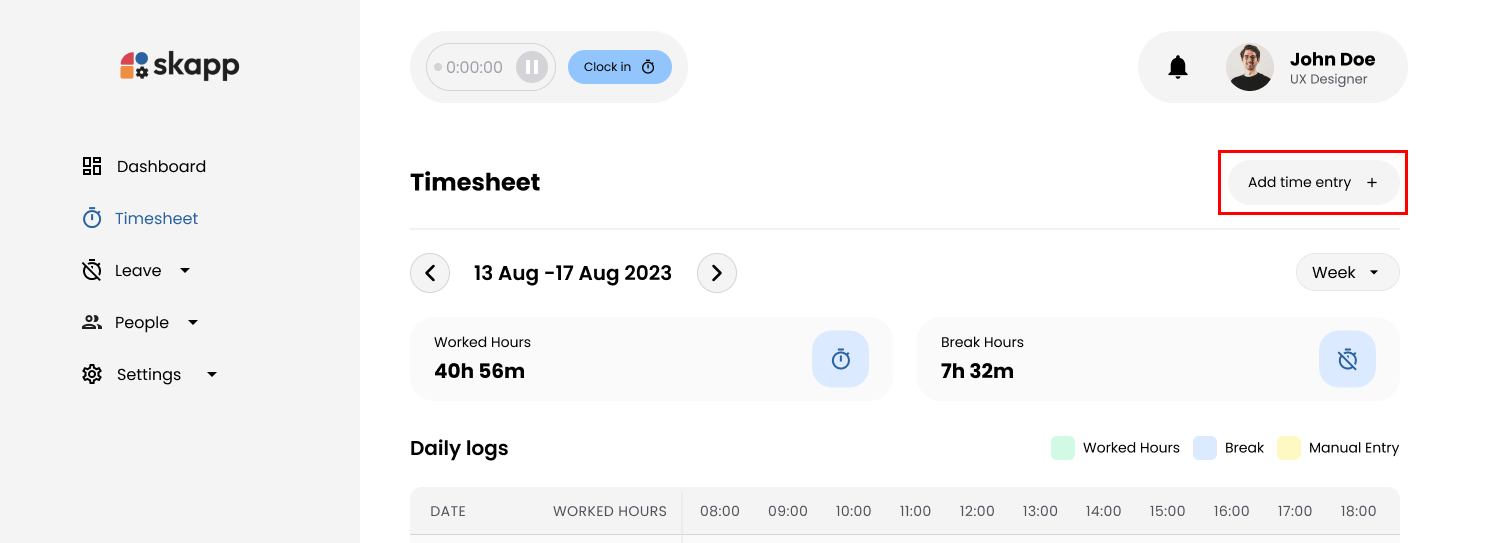 skapp
0:00:00
Clock in
John Doe
UX Designer
Dashboard
Timesheet
Leave
People
Settings
Timesheet
Add time entry +
13 Aug -17 Aug 2023
Week
Worked Hours
40h 56m
Break Hours
7h 32m
Daily logs
Worked Hours Break Manual Entry
DATE WORKED HOURS 08:00 09:00 10:00 11:00 12:00 13:00 14:00 15:00 16:00 17:00 18:00